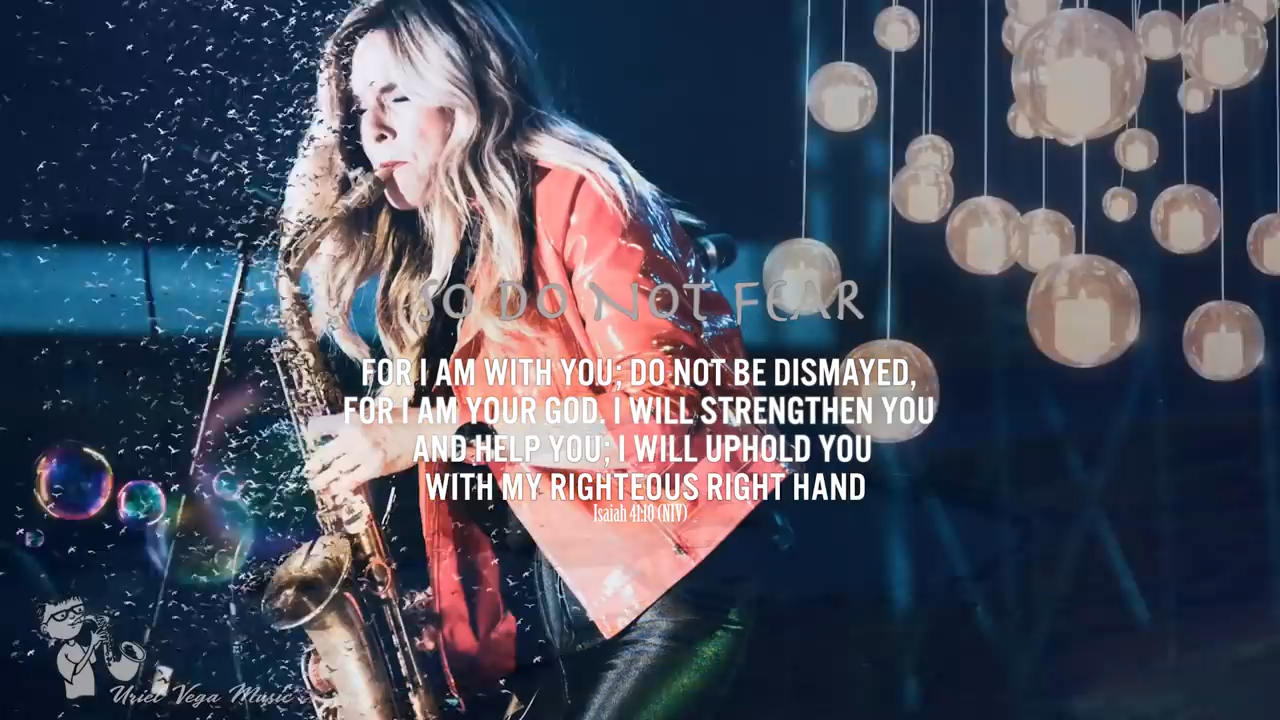 SO DO NOT FEAR
FOR I AM WITH YOU; DO NOT BE DISMAYED,
FOR I AM YOUR GOD. I WILL STRENGTHEN YOU
AND HELP YOU; I WILL UPHOLD YOU
WITH MY RIGHTEOUS RIGHT HAND
Isaiah 41:10 (NIV)
Uriel Vega Music